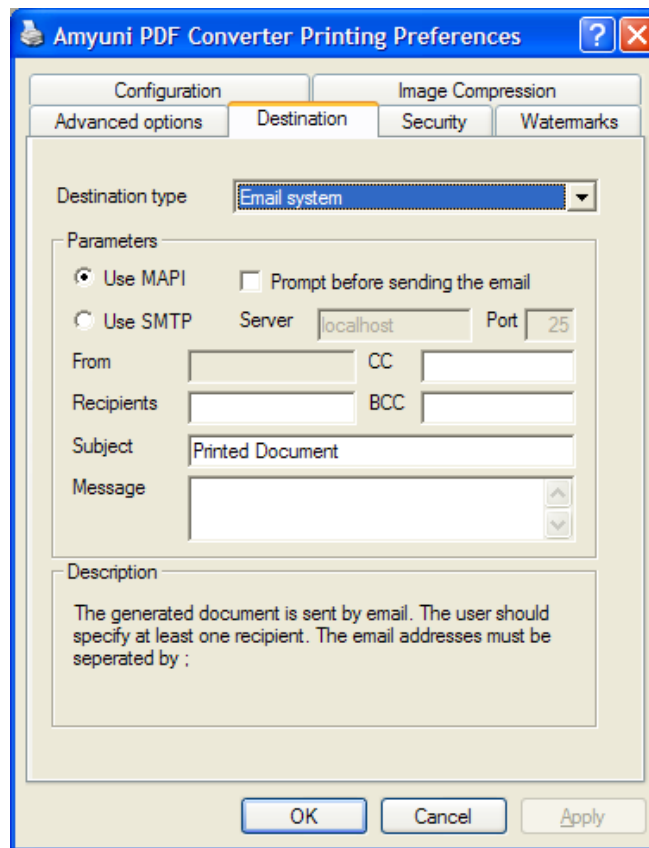 Amyuni PDF Converter Printing Preferences
Configuration Image Compression
Advanced options Destination Security Watermarks
Destination type Email system
Parameters
Use MAPI Prompt before sending the email
Use SMTP Server localhost Port 25
From CC
Recipients BCC
Subject Printed Document
Message
Description
The generated document is sent by email. The user should
specify at least one recipient. The email addresses must be
seperated by ;
OK Cancel Apply